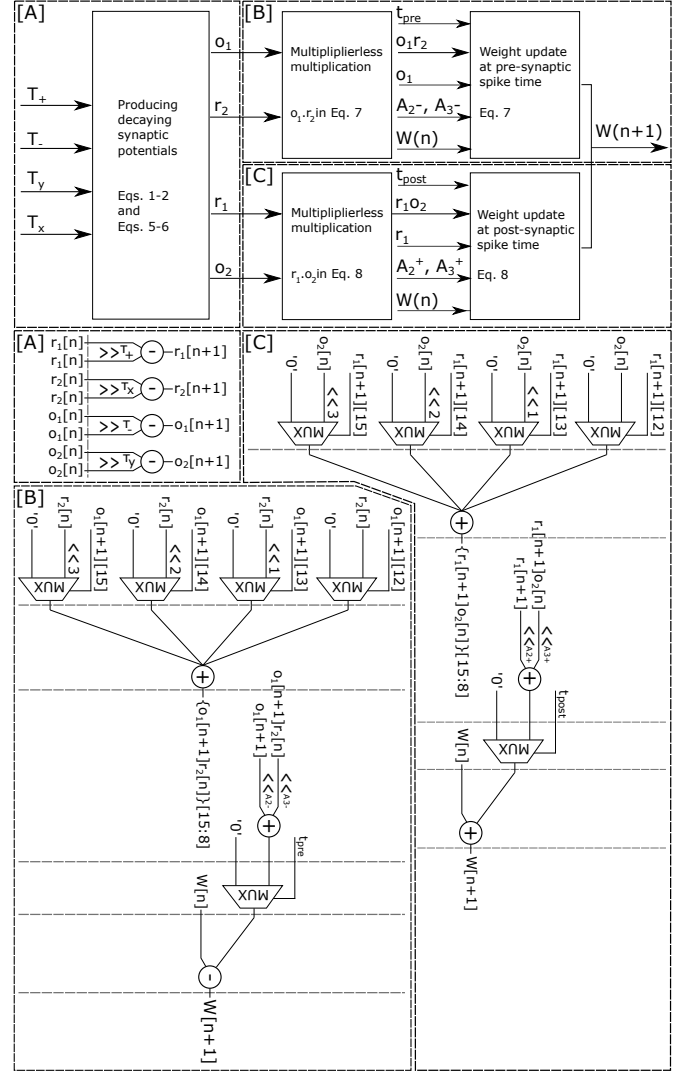 [A]
T+
T-
Ty
Tx
Producing
decaying
synaptic
potentials
Eqs. 1-2
and
Eqs. 5-6
o1
r2
r1
o2
[B]
Multipliplierless
multiplication
o1.r2in Eq. 7
tpre
o1r2
o1
A2-, A3-
W(n)
Weight update
at pre-synaptic
spike time
Eq. 7
W(n+1)
[C]
Multipliplierless
multiplication
r1.o2in Eq. 8
tpost
r1o2
r1
A2+, A3+
W(n)
Weight update
at post-synaptic
spike time
Eq. 8
[A]
r1[n]
r1[n]
>>T+
-
r1[n+1]
r2[n]
r2[n]
>>Tx
-
r2[n+1]
o1[n]
o1[n]
>>T-
-
o1[n+1]
o2[n]
o2[n]
>>Ty
-
o2[n+1]
[C]
'0'
o2[n]
<<3
r1[n+1][15]
MUX
'0'
o2[n]
<<2
r1[n+1][14]
MUX
'0'
o2[n]
<<1
r1[n+1][13]
MUX
'0'
o2[n]
r1[n+1][12]
MUX
+
{r1[n+1]o2[n]}[15:8]
r1[n+1]o2[n]
r1[n+1]
<<A2+
<<A3+
+
'0'
tpost
MUX
W[n]
+
W[n+1]
[B]
'0'
r2[n]
<<3
o1[n+1][15]
MUX
'0'
r2[n]
<<2
o1[n+1][14]
MUX
'0'
r2[n]
<<1
o1[n+1][13]
MUX
'0'
r2[n]
o1[n+1][12]
MUX
+
{o1[n+1]r2[n]}[15:8]
o1[n+1]r2[n]
o1[n+1]
<<A2-
<<A3-
+
'0'
tpre
MUX
W[n]
-
W[n+1]